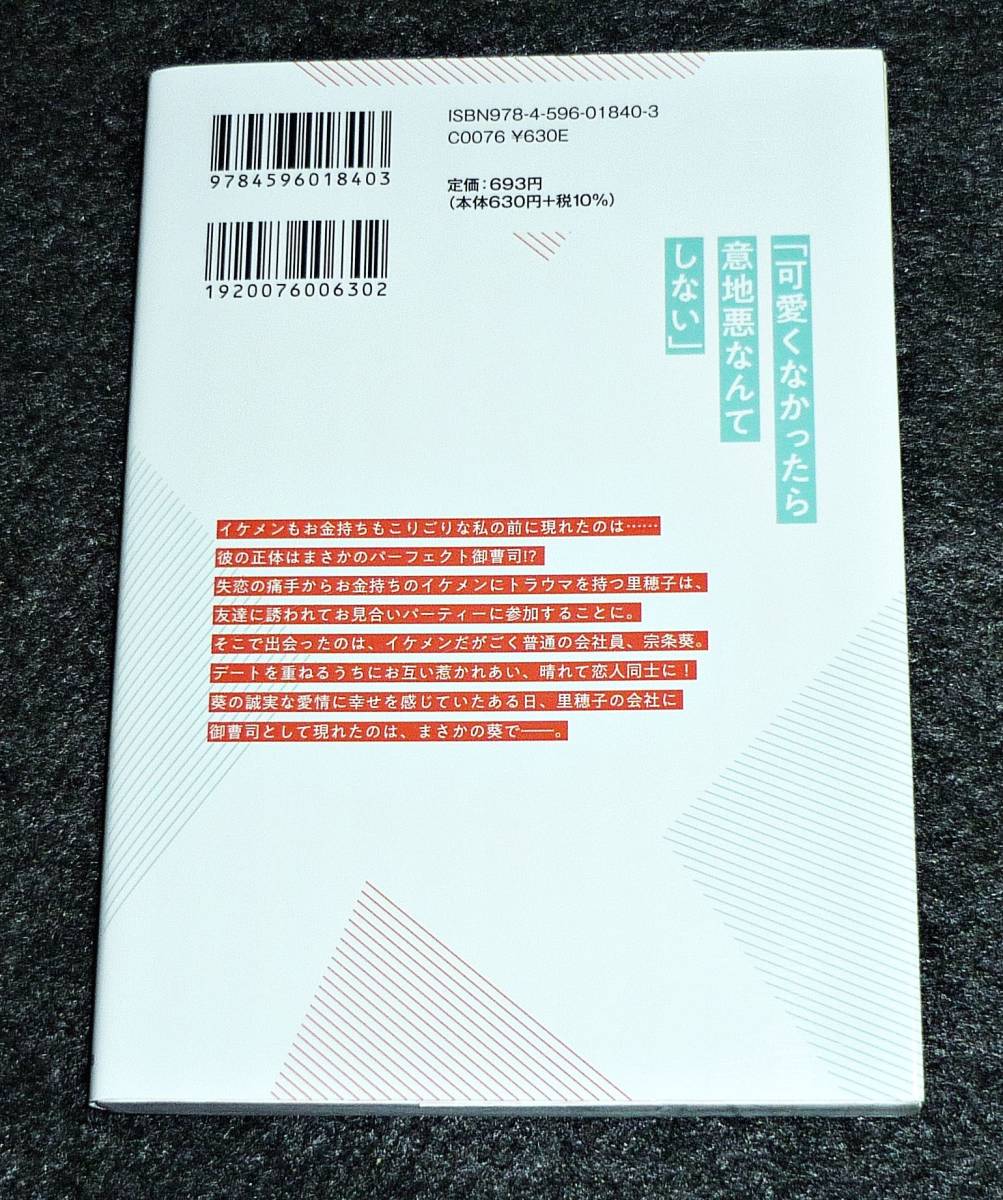 ISBN978-4-596-01840-3
C0076 ¥630E
9784596018403
定価：693円
（本体630円+税10%）
1920076006302
「可愛くなかったら
意地悪なんて
しない」
イケメンもお金持ちもこりごりな私の前に現れたのは……
彼の正体はまさかのパーフェクト御曹司!?
失恋の痛手からお金持ちのイケメンにトラウマを持つ里穂子は、
友達に誘われてお見合いパーティーに参加することに。
そこで出会ったのは、イケメンだがごく普通の会社員、宗条葵。
デートを重ねるうちにお互い惹かれあい、晴れて恋人同士に！
葵の誠実な愛情に幸せを感じていたある日、里穂子の会社に
御曹司として現れたのは、まさかの葵で――。